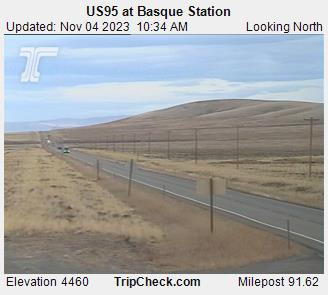 US95 at Basque Station
Updated: Nov 04 2023 10:34 AM Looking North
Elevation 4460 TripCheck.com Milepost 91.62